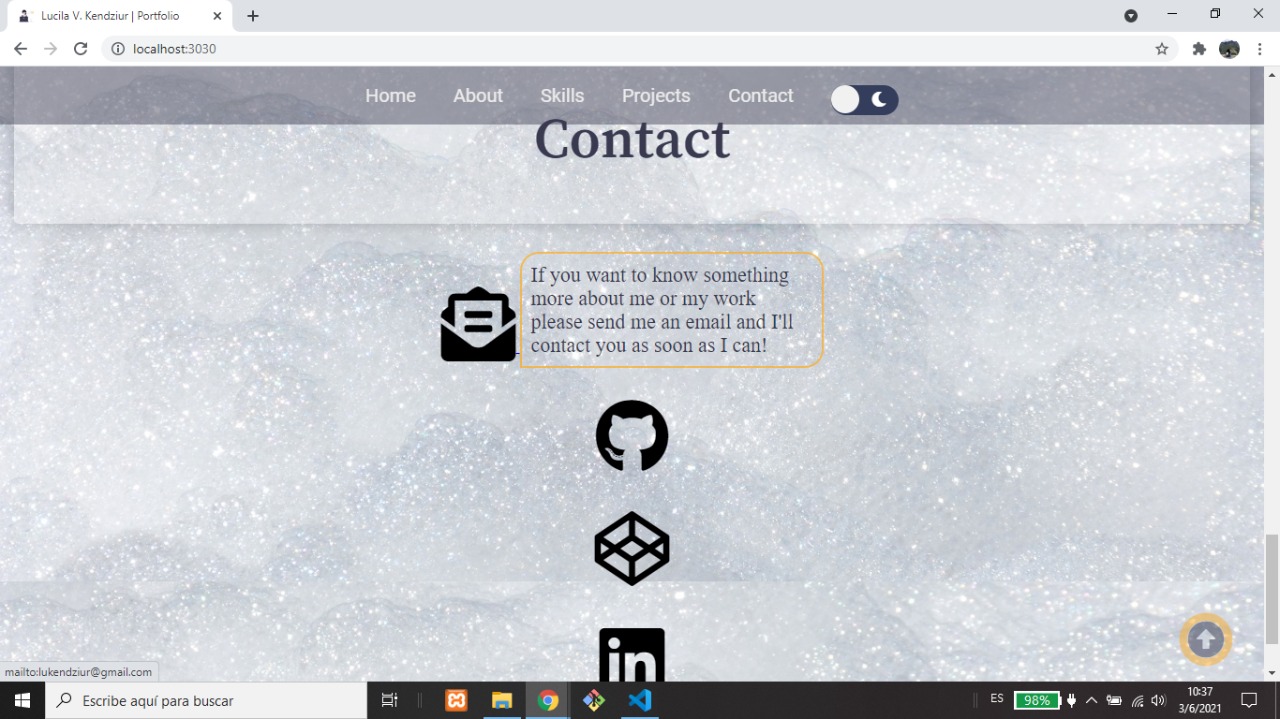 Lucila V. Kendziur | Portfolio
localhost:3030
Home About Skills Projects Contact
Contact
If you want to know something
more about me or my work
please send me an email and I'll
contact you as soon as I can!
in
mailto:lukendziur@gmail.com
Escribe aquí para buscar
ES
98%
10:37
3/6/2021